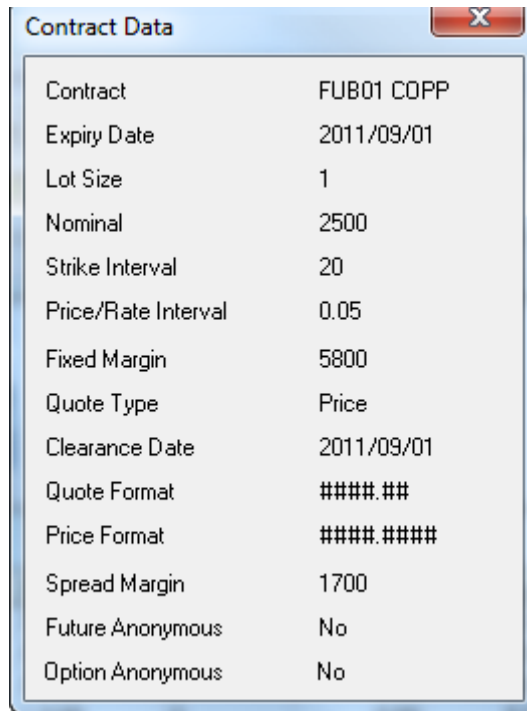 Contract Data
Contract FUB01 COPP
Expiry Date 2011/09/01
Lot Size 1
Nominal 2500
Strike Interval 20
Price/Rate Interval 0.05
Fixed Margin 5800
Quote Type Price
Clearance Date 2011/09/01
Quote Format ####.##
Price Format ####.####
Spread Margin 1700
Future Anonymous No
Option Anonymous No